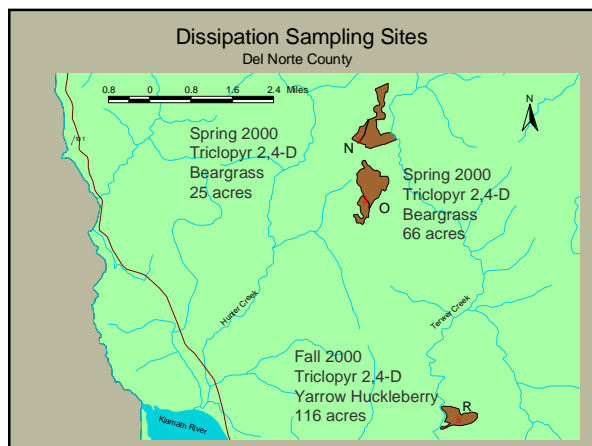 Dissipation Sampling Sites
Del Norte County
0.8 0 0.8 1.6 2.4 Miles
N
101
Spring 2000
Triclopyr 2,4-D
Beargrass
25 acres
N
Spring 2000
Triclopyr 2,4-D
Beargrass
66 acres
O
Hunter Creek
Terwer Creek
Fall 2000
Triclopyr 2,4-D
Yarrow Huckleberry
116 acres
R
Klamath River